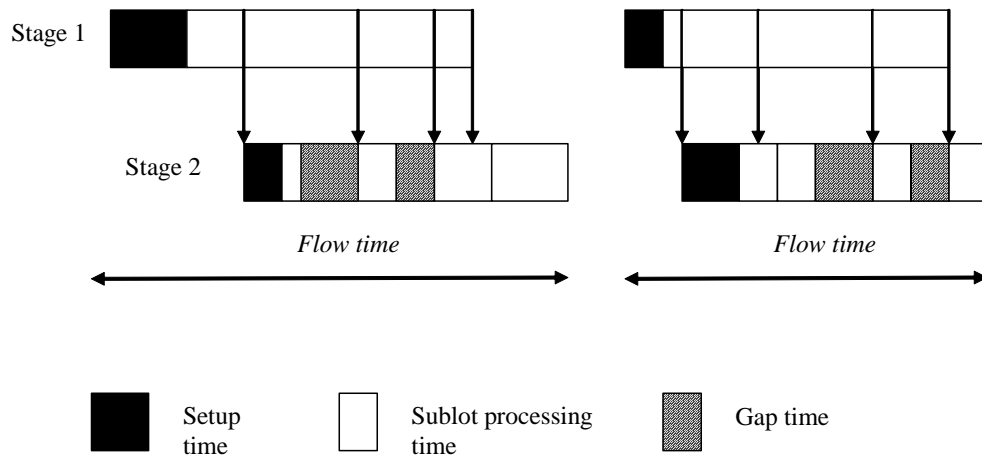 Stage 1
Stage 2
Flow time
Flow time
Setup
time
Sublot processing
time
Gap time